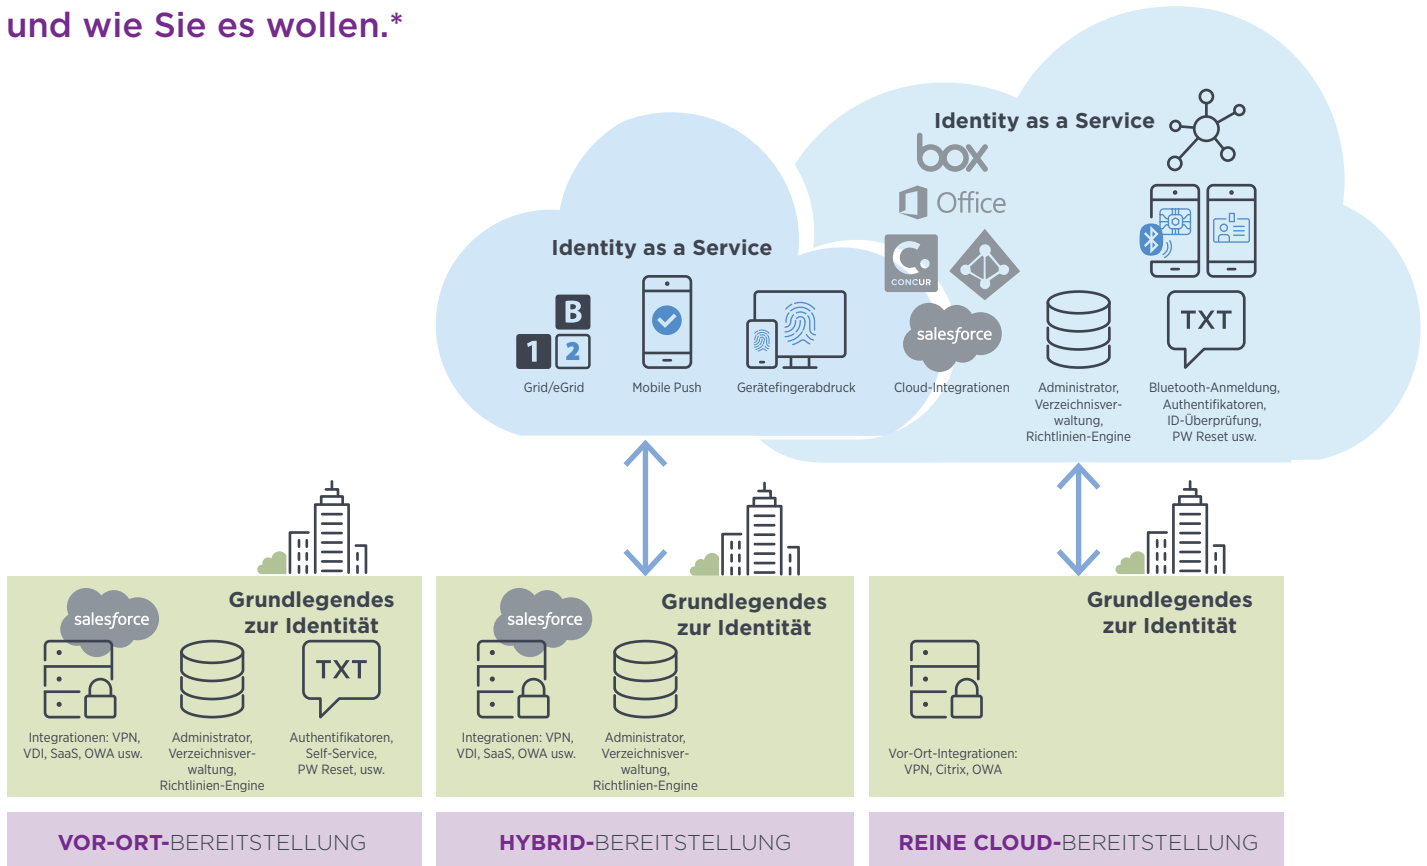 und wie Sie es wollen.*
Identity as a Service
box
Office
C.
CONCUR
salesforce
TXT
Cloud-Integrationen
Administrator,
Verzeichnisver-
waltung,
Richtlinien-Engine
Bluetooth-Anmeldung,
Authentifikatoren,
ID-Überprüfung,
PW Reset usw.
Identity as a Service
B
1 2
Grid/eGrid
Mobile Push
Gerätefingerabdruck
salesforce
Grundlegendes
zur Identität
TXT
Integrationen: VPN,
VDI, SaaS, OWA usw.
Administrator,
Verzeichnisver-
waltung,
Richtlinien-Engine
Authentifikatoren,
Self-Service,
PW Reset, usw.
VOR-ORT-BEREITSTELLUNG
salesforce
Grundlegendes
zur Identität
Integrationen: VPN,
VDI, SaaS, OWA usw.
Administrator,
Verzeichnisver-
waltung,
Richtlinien-Engine
HYBRID-BEREITSTELLUNG
Grundlegendes
zur Identität
Vor-Ort-Integrationen:
VPN, Citrix, OWA
REINE CLOUD-BEREITSTELLUNG